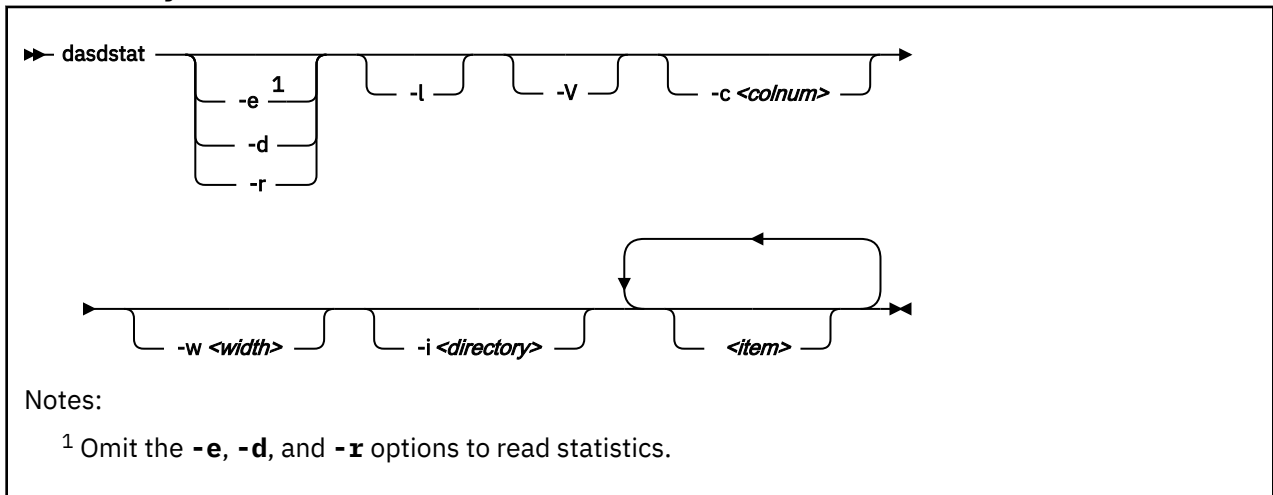 dasdstat
-e 1
-d
-r
-l
-V
-c <colnum>
-w <width>
-i <directory>
<item>
Notes:
1 Omit the -e, -d, and -r options to read statistics.